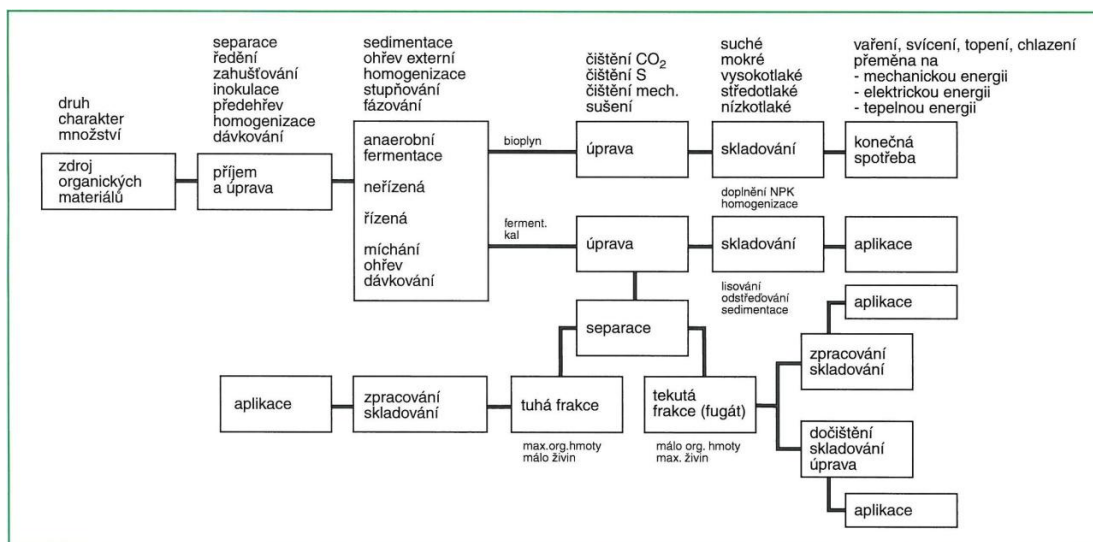 druh
charakter
množství
zdroj
organických
materiálů
separace
ředění
zahušťování
inokulace
předehřev
homogenizace
dávkování
příjem
a úprava
sedimentace
ohřev externí
homogenizace
stupňování
fázování
anaerobní
fermentace
neřízená
řízená
míchání
ohřev
dávkování
bioplyn
čištění CO₂
čištění S
čištění mech.
sušení
úprava
suché
mokré
vysokotlaké
středotlaké
nízkotlaké
skladování
vaření, svícení, topení, chlazení
přeměna na
- mechanickou energii
- elektrickou energii
- tepelnou energii
konečná
spotřeba
ferment.
kal
úprava
doplnění NPK
homogenizace
skladování
aplikace
lisování
odstřeďování
sedimentace
separace
aplikace
zpracování
skladování
tuhá frakce
max.org.hmoty
málo živin
tekutá
frakce (fugát)
málo org. hmoty
max. živin
aplikace
zpracování
skladování
dočištění
skladování
úprava
aplikace